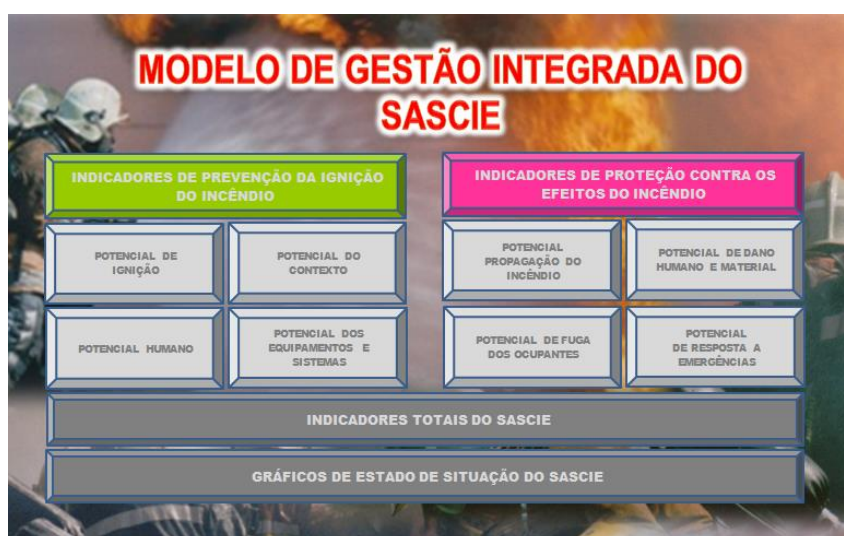 MODELO DE GESTÃO INTEGRADA DO
SASCIE
INDICADORES DE PREVENÇÃO DA IGNIÇÃO
DO INCÊNDIO
INDICADORES DE PROTEÇÃO CONTRA OS
EFEITOS DO INCÊNDIO
POTENCIAL DE
IGNIÇÃO
POTENCIAL DO
CONTEXTO
POTENCIAL
PROPAGAÇÃO DO
INCÊNDIO
POTENCIAL DE DANO
HUMANO E MATERIAL
POTENCIAL HUMANO
POTENCIAL DOS
EQUIPAMENTOS E
SISTEMAS
POTENCIAL DE FUGA
DOS OCUPANTES
POTENCIAL
DE RESPOSTA A
EMERGÊNCIAS
INDICADORES TOTAIS DO SASCIE
GRÁFICOS DE ESTADO DE SITUAÇÃO DO SASCIE